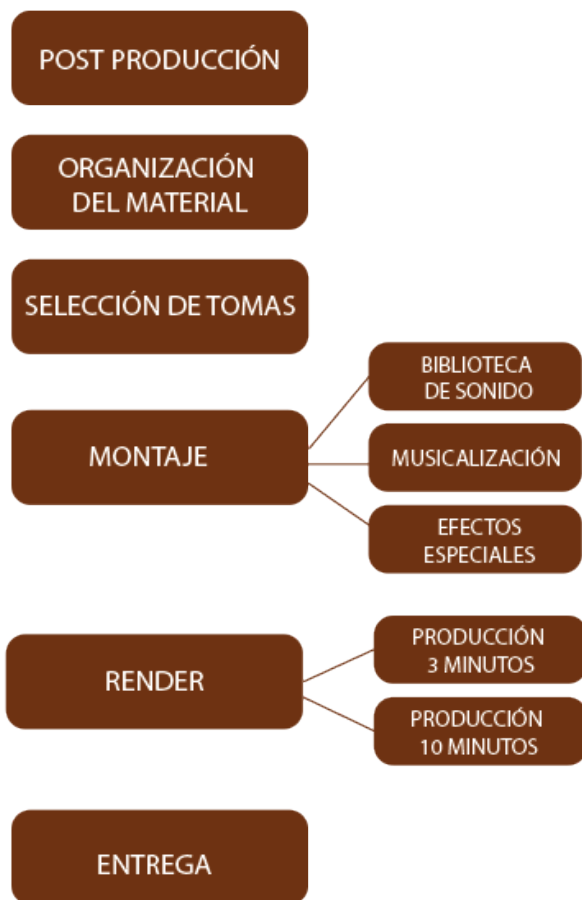 POST PRODUCCIÓN
ORGANIZACIÓN
DEL MATERIAL
SELECCIÓN DE TOMAS
MONTAJE
BIBLIOTECA
DE SONIDO
MUSICALIZACIÓN
EFECTOS
ESPECIALES
RENDER
PRODUCCIÓN
3 MINUTOS
PRODUCCIÓN
10 MINUTOS
ENTREGA